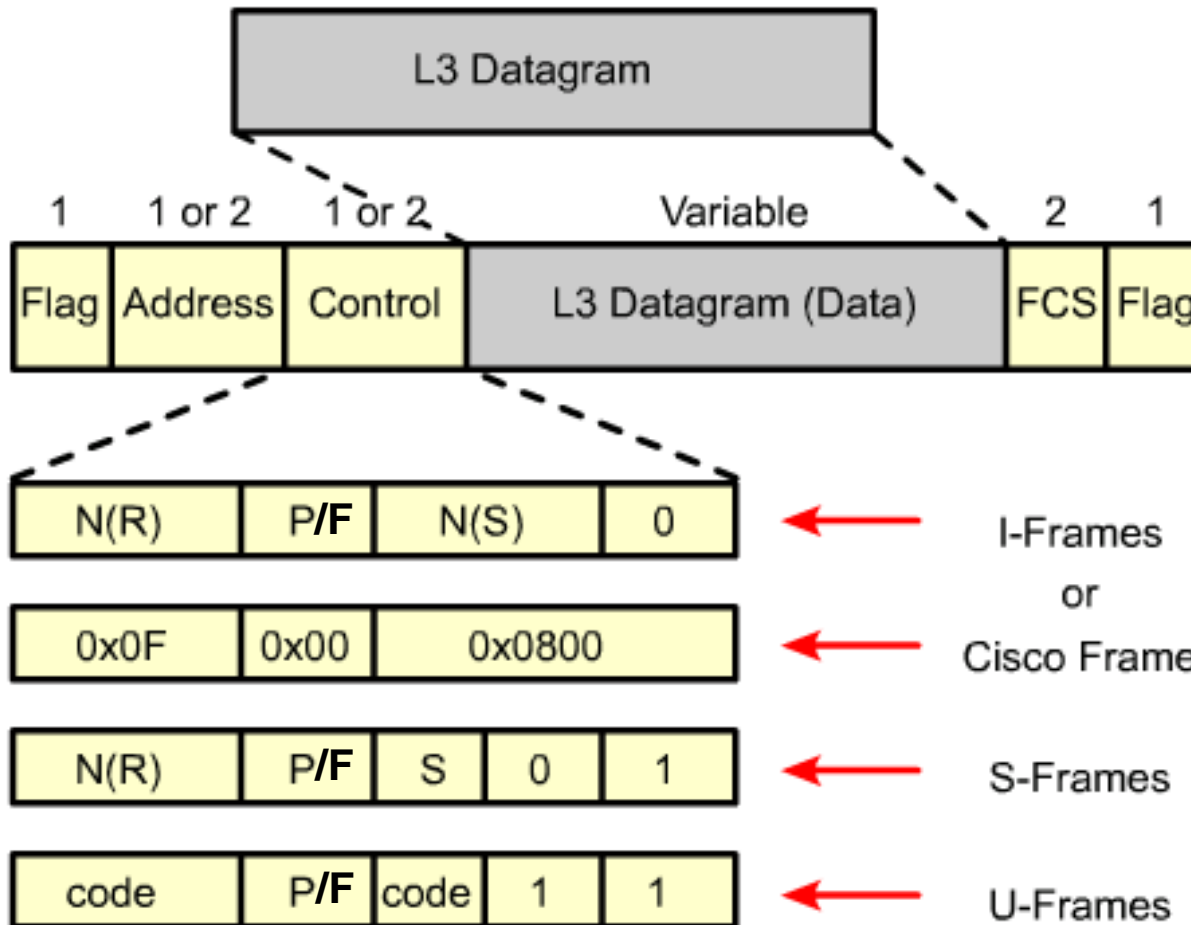 L3 Datagram
1 1 or 2 1 or 2 Variable 2 1
Flag Address Control L3 Datagram (Data) FCS Flag
N(R) P/F N(S) 0 I-Frames
or
0x0F 0x00 0x0800 Cisco Frame
N(R) P/F S 0 1 S-Frames
code P/F code 1 1 U-Frames